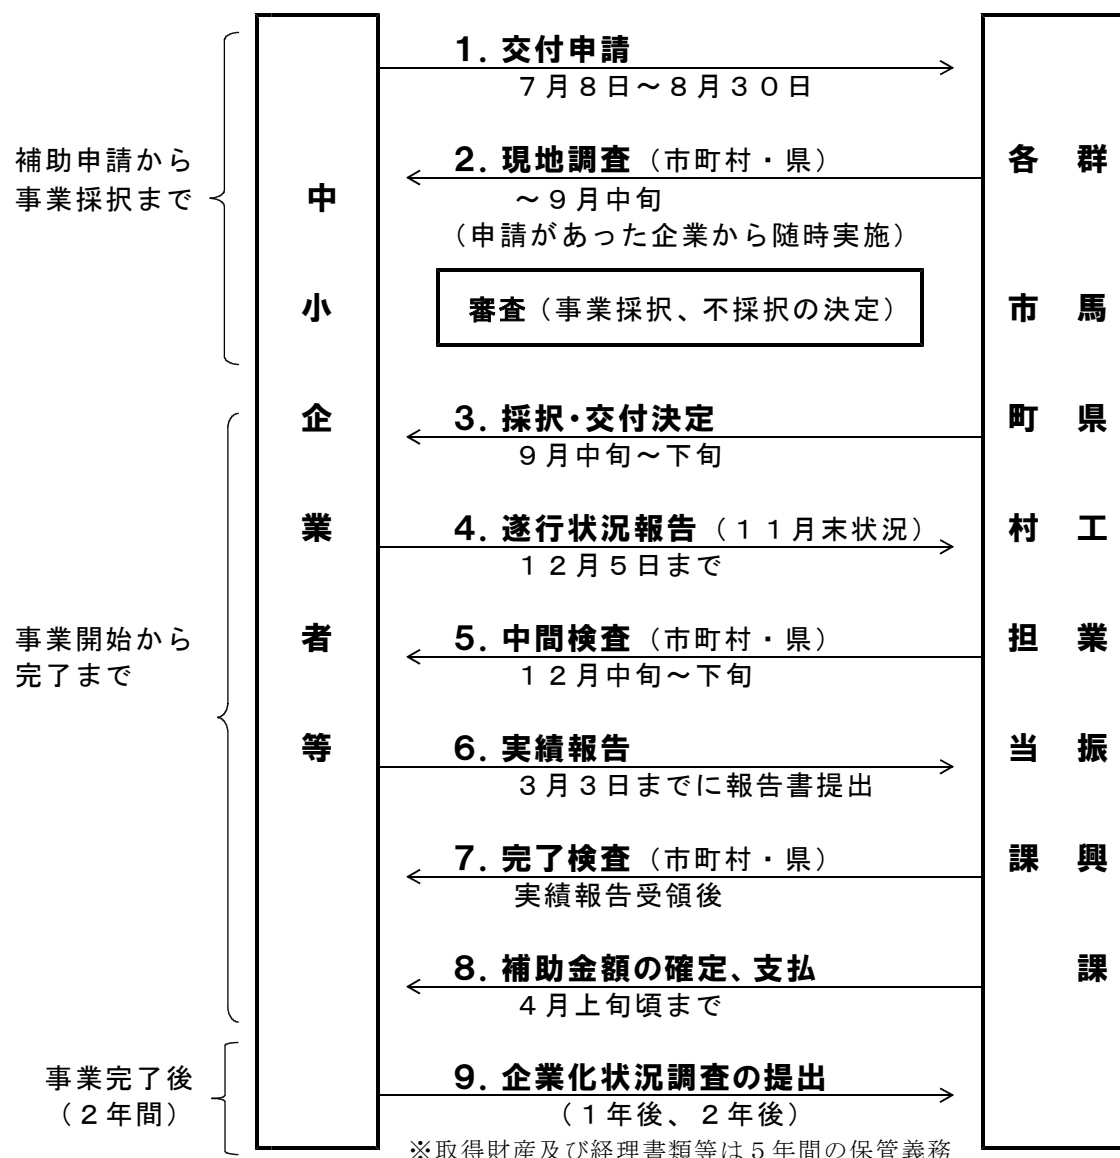 1. 交付申請
7月8日～8月30日
補助申請から
事業採択まで
2. 現地調査（市町村・県）
～9月中旬
（申請があった企業から随時実施）
審査（事業採択、不採択の決定）
3. 採択・交付決定
9月中旬～下旬
4. 遂行状況報告（11月末状況）
12月5日まで
事業開始から
完了まで
5. 中間検査（市町村・県）
12月中旬～下旬
6. 実績報告
3月3日までに報告書提出
7. 完了検査（市町村・県）
実績報告受領後
8. 補助金額の確定、支払
4月上旬頃まで
事業完了後
（2年間）
9. 企業化状況調査の提出
（1年後、2年後）
※取得財産及び経理書類等は5年間の保管義務
中小企業者等
群馬県工業振興課
各市町村担当課